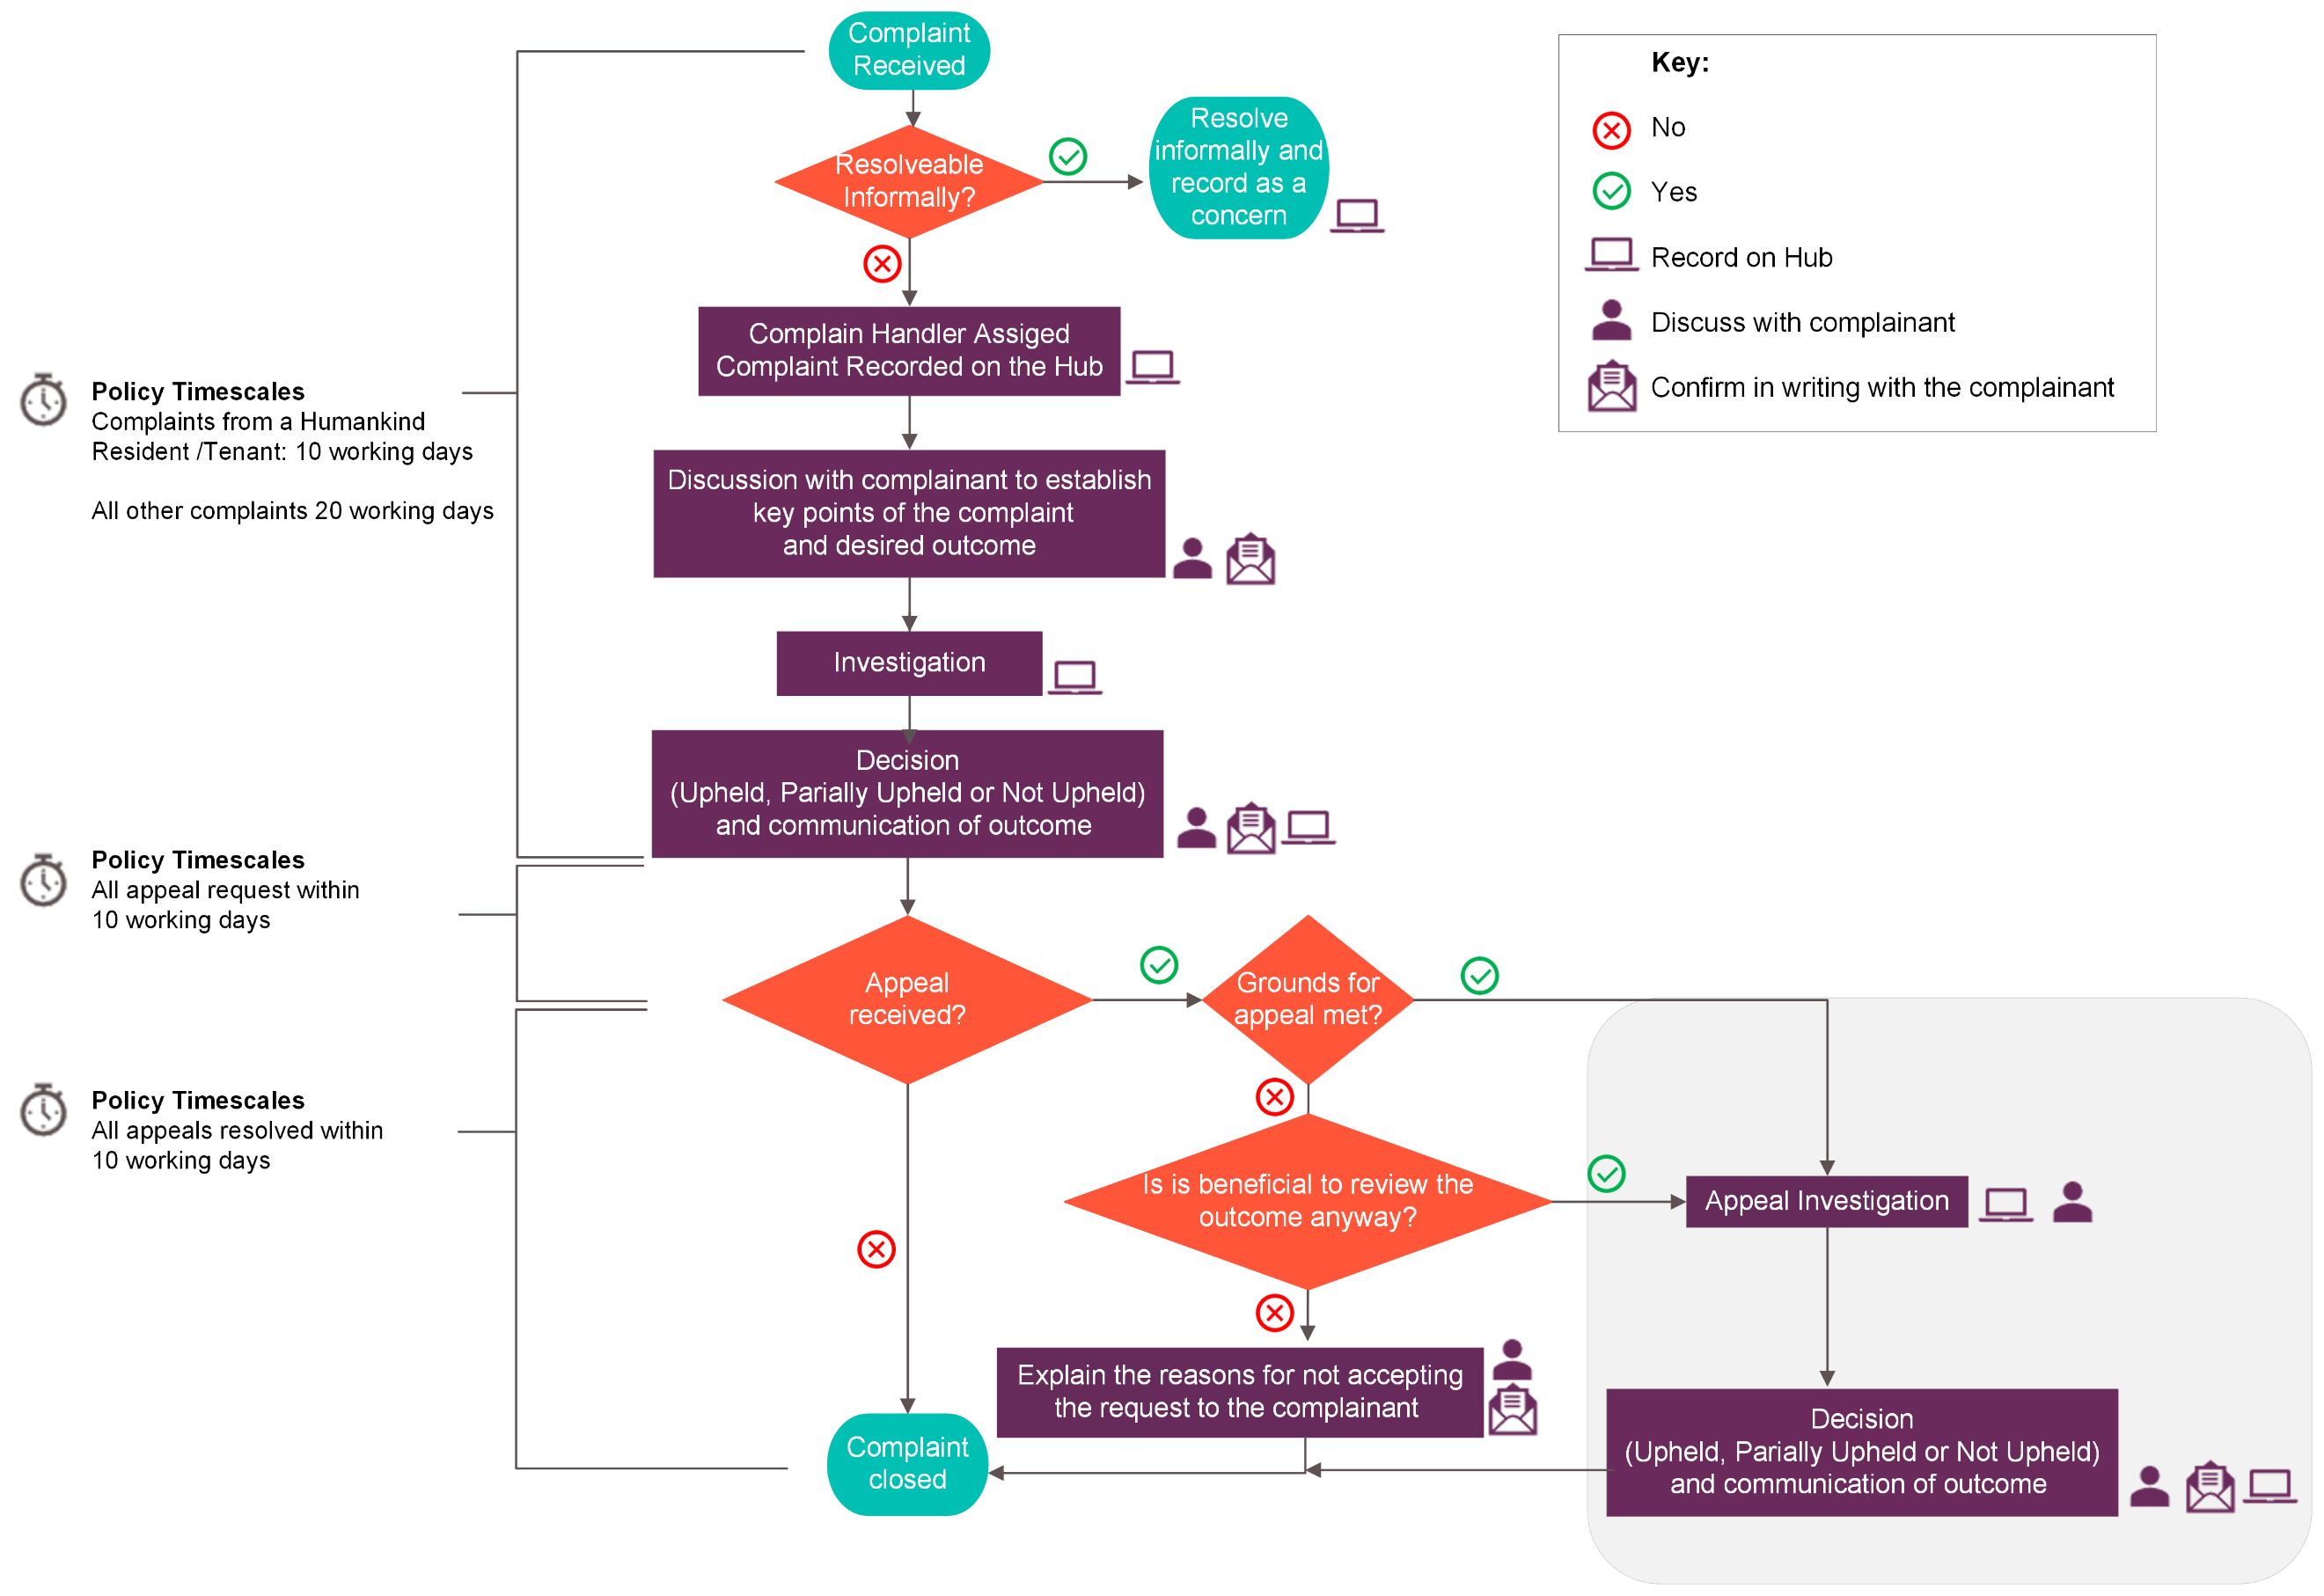 Complaint
Received
Key:
No
Yes
Record on Hub
Discuss with complainant
Confirm in writing with the complainant
Resolveable
Informally?
Resolve
informally and
record as a
concern
Complain Handler Assiged
Complaint Recorded on the Hub
Policy Timescales
Complaints from a Humankind
Resident /Tenant: 10 working days
All other complaints 20 working days
Discussion with complainant to establish
key points of the complaint
and desired outcome
Investigation
Decision
(Upheld, Parially Upheld or Not Upheld)
and communication of outcome
Policy Timescales
All appeal request within
10 working days
Appeal
received?
Grounds for
appeal met?
Policy Timescales
All appeals resolved within
10 working days
Is is beneficial to review the
outcome anyway?
Appeal Investigation
Explain the reasons for not accepting
the request to the complainant
Complaint
closed
Decision
(Upheld, Parially Upheld or Not Upheld)
and communication of outcome